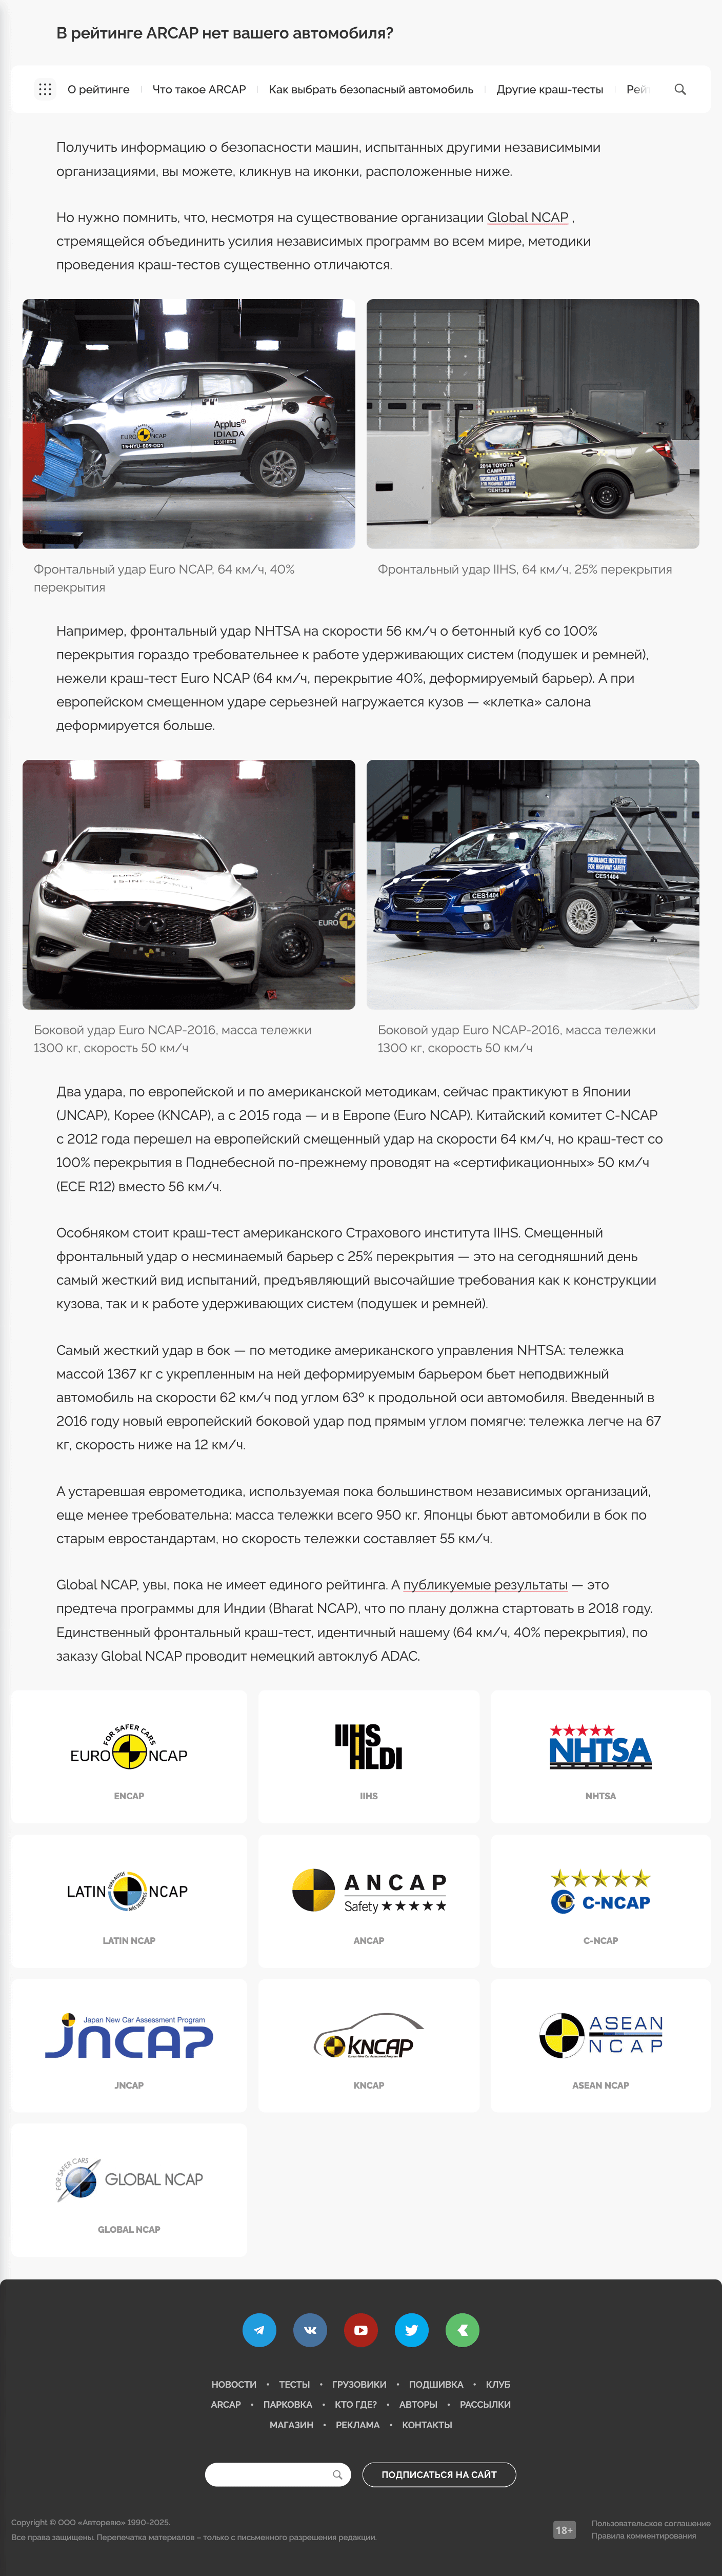 В рейтинге ARCAP нет вашего автомобиля?
О рейтинге
Что такое ARCAP
Как выбрать безопасный автомобиль
Другие краш-тесты
Рей
Получить информацию о безопасности машин, испытанных другими независимыми
организациями, вы можете, кликнув на иконки, расположенные ниже.
Но нужно помнить, что, несмотря на существование организации Global NCAP ,
стремящейся объединить усилия независимых программ во всем мире, методики
проведения краш-тестов существенно отличаются.
EURO NCAP
15-HYU-509-OD1
Applus
IDIADA
2014 TOYOTA
CAMRY
INSURANCE INSTITUTE
FOR HIGHWAY SAFETY
CEN1349
Фронтальный удар Euro NCAP, 64 км/ч, 40%
перекрытия
Фронтальный удар IIHS, 64 км/ч, 25% перекрытия
Например, фронтальный удар NHTSA на скорости 56 км/ч о бетонный куб со 100%
перекрытия гораздо требовательнее к работе удерживающих систем (подушек и ремней),
нежели краш-тест Euro NCAP (64 км/ч, перекрытие 40%, деформируемый барьер). А при
европейском смещенном ударе серьезней нагружается кузов — «клетка» салона
деформируется больше.
EURO
CES1404
INSURANCE INSTITUTE
FOR HIGHWAY SAFETY
CES1404
Боковой удар Euro NCAP-2016, масса тележки
1300 кг, скорость 50 км/ч
Боковой удар Euro NCAP-2016, масса тележки
1300 кг, скорость 50 км/ч
Два удара, по европейской и по американской методикам, сейчас практикуют в Японии
(JNCAP), Корее (KNCAP), а с 2015 года — и в Европе (Euro NCAP). Китайский комитет C-NCAP
с 2012 года перешел на европейский смещенный удар на скорости 64 км/ч, но краш-тест со
100% перекрытия в Поднебесной по-прежнему проводят на «сертификационных» 50 км/ч
(ECE R12) вместо 56 км/ч.
Особняком стоит краш-тест американского Страхового института IIHS. Смещенный
фронтальный удар о несминаемый барьер с 25% перекрытия — это на сегодняшний день
самый жесткий вид испытаний, предъявляющий высочайшие требования как к конструкции
кузова, так и к работе удерживающих систем (подушек и ремней).
Самый жесткий удар в бок — по методике американского управления NHTSA: тележка
массой 1367 кг с укрепленным на ней деформируемым барьером бьет неподвижный
автомобиль на скорости 62 км/ч под углом 63º к продольной оси автомобиля. Введенный в
2016 году новый европейский боковой удар под прямым углом помягче: тележка легче на 67
кг, скорость ниже на 12 км/ч.
А устаревшая еврометодика, используемая пока большинством независимых организаций,
еще менее требовательна: масса тележки всего 950 кг. Японцы бьют автомобили в бок по
старым евростандартам, но скорость тележки составляет 55 км/ч.
Global NCAP, увы, пока не имеет единого рейтинга. А публикуемые результаты — это
предтеча программы для Индии (Bharat NCAP), что по плану должна стартовать в 2018 году.
Единственный фронтальный краш-тест, идентичный нашему (64 км/ч, 40% перекрытия), по
заказу Global NCAP проводит немецкий автоклуб ADAC.
FOR SAFER CARS
EURO NCAP
ENCAP
IIHS
HLDI
IIHS
NHTSA
NHTSA
LATIN NCAP
PARA AUTOS
MÁS SEGUROS
LATIN NCAP
ANCAP
Safety
ANCAP
C-NCAP
C-NCAP
Japan New Car Assessment Program
JNCAP
JNCAP
KNCAP
Korean New Car Assessment Program
KNCAP
ASEAN
NCAP
ASEAN NCAP
FOR SAFER CARS
GLOBAL NCAP
GLOBAL NCAP
НОВОСТИ • ТЕСТЫ • ГРУЗОВИКИ • ПОДШИВКА • КЛУБ
ARCAP • ПАРКОВКА • КТО ГДЕ? • АВТОРЫ • РАССЫЛКИ
МАГАЗИН • РЕКЛАМА • КОНТАКТЫ
ПОДПИСАТЬСЯ НА САЙТ
Copyright © ООО «Авторевю» 1990-2025.
Все права защищены. Перепечатка материалов – только с письменного разрешения редакции.
18+
Пользовательское соглашение
Правила комментирования